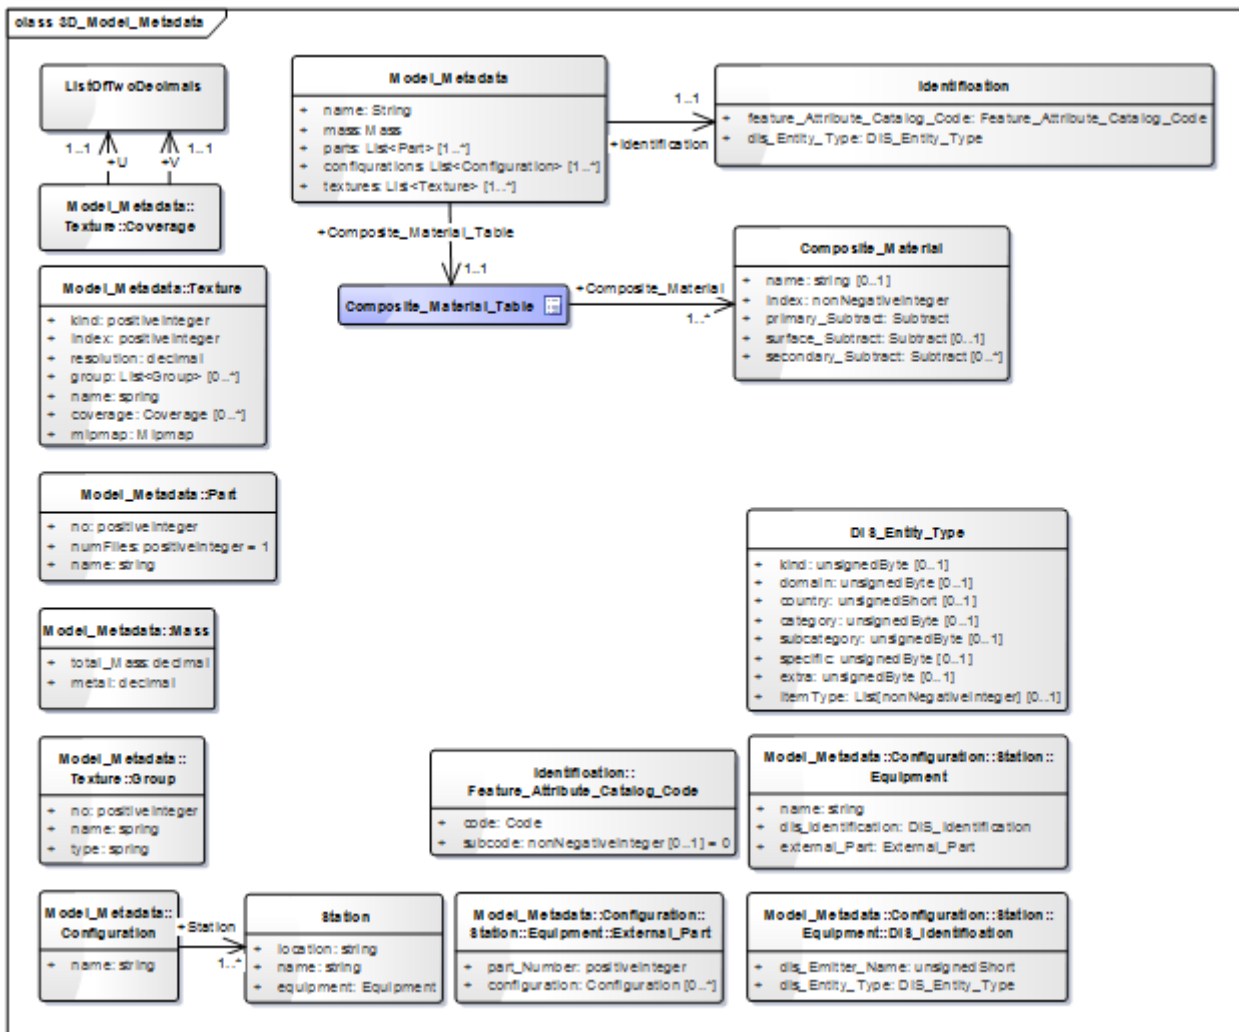 class 3D_Model_Metadata
ListOfTwoDecimals
1..1
1..1
+U
+V
Model_Metadata::
Texture::Coverage
Model_Metadata
+ name: String
+ mass: Mass
+ parts: List<Part> [1..*]
+ configurations: List<Configuration> [1..*]
+ textures: List<Texture> [1..*]
1..1
+Identification
Identification
+ feature_Attribute_Catalog_Code: Feature_Attribute_Catalog_Code
+ dis_Entity_Type: DIS_Entity_Type
+Composite_Material_Table
1..1
Composite_Material_Table
+Composite_Material
1..*
Composite_Material
+ name: string [0..1]
+ index: nonNegativeInteger
+ primary_Subtract: Subtract
+ surface_Subtract: Subtract [0..1]
+ secondary_Subtract: Subtract [0..*]
Model_Metadata::Texture
+ kind: positiveInteger
+ index: positiveInteger
+ resolution: decimal
+ group: List<Group> [0..*]
+ name: spring
+ coverage: Coverage [0..*]
+ mipmap: Mipmap
Model_Metadata::Part
+ no: positiveInteger
+ numFiles: positiveInteger = 1
+ name: string
DIS_Entity_Type
+ kind: unsignedByte [0..1]
+ domain: unsignedByte [0..1]
+ country: unsignedShort [0..1]
+ category: unsignedByte [0..1]
+ subcategory: unsignedByte [0..1]
+ specific: unsignedByte [0..1]
+ extra: unsignedByte [0..1]
+ itemType: List[nonNegativeInteger] [0..1]
Model_Metadata::Mass
+ total_Mass: decimal
+ metal: decimal
Model_Metadata::
Texture::Group
+ no: positiveInteger
+ name: spring
+ type: spring
Identification::
Feature_Attribute_Catalog_Code
+ code: Code
+ subcode: nonNegativeInteger [0..1] = 0
Model_Metadata::Configuration::Station::
Equipment
+ name: string
+ dis_Identification: DIS_Identification
+ external_Part: External_Part
Model_Metadata::
Configuration
+ name: string
+Station
1..*
Station
+ location: string
+ name: string
+ equipment: Equipment
Model_Metadata::Configuration::
Station::Equipment::External_Part
+ part_Number: positiveInteger
+ configuration: Configuration [0..*]
Model_Metadata::Configuration::Station::
Equipment::DIS_Identification
+ dis_Emitter_Name: unsignedShort
+ dis_Entity_Type: DIS_Entity_Type